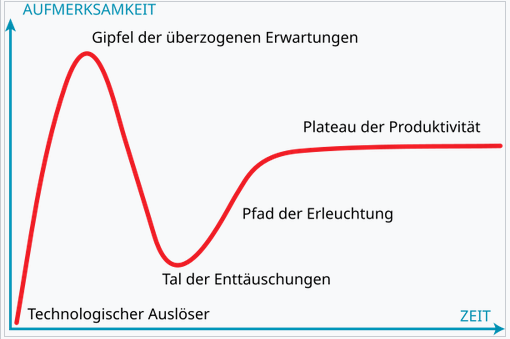 AUFMERKSAMKEIT
Gipfel der überzogenen Erwartungen
Plateau der Produktivität
Pfad der Erleuchtung
Tal der Enttäuschungen
Technologischer Auslöser
ZEIT